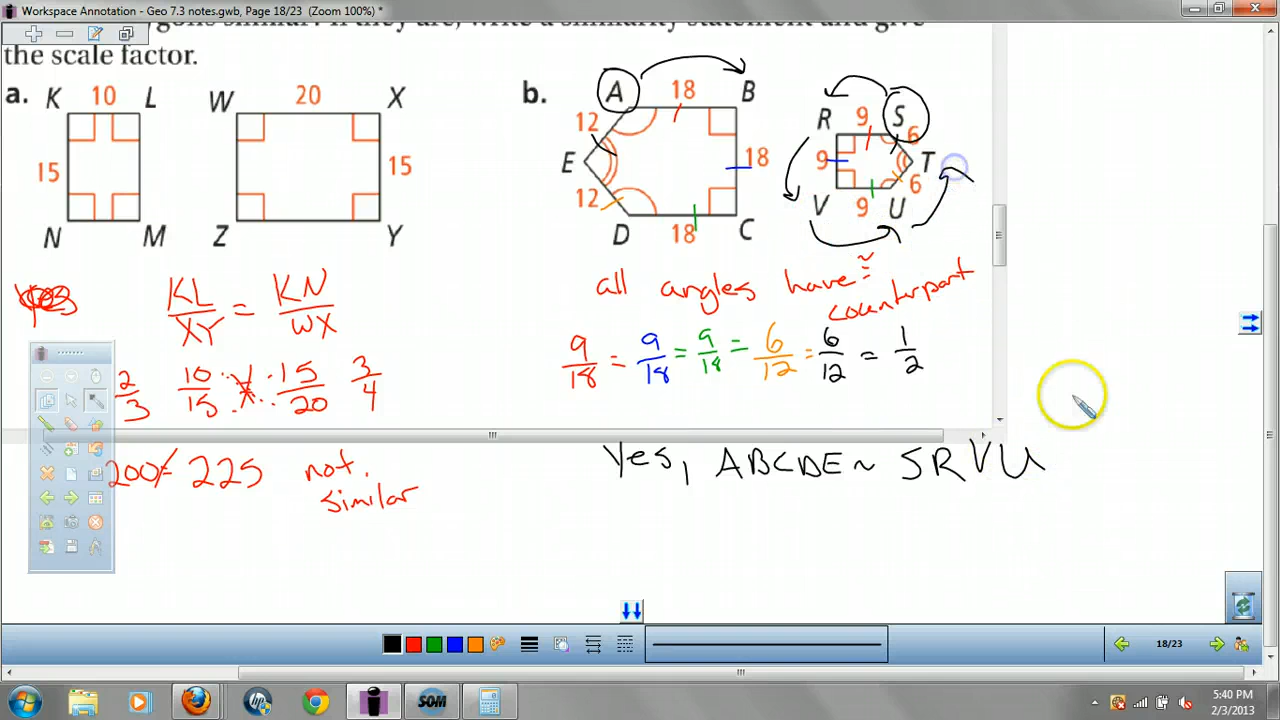 Workspace Annotation - Geo 7.3 notes.gwb, Page 18/23 (Zoom 100%) *
the scale factor.
a. K 10 L W 20 X
15 15
N M Z Y
b. A 18 B R 9 S
12 6
E 18 9 T
12 6
D 18 C V 9 U
KL/XY = KN/WX
2/3 10/15 15/20 3/4
200 ≠ 225 not
similar
all angles have ≅
counterpart
9/18 = 9/18 = 9/18 = 6/12 = 6/12 = 1/2
Yes, ABCDE ~ SRVU
18/23
SOM
5:40 PM
2/3/2013